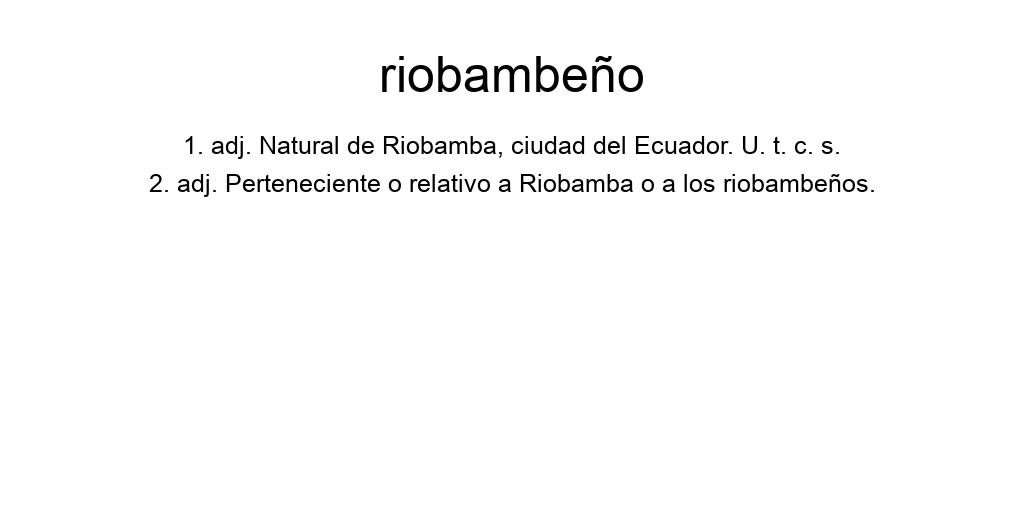 riobambeño
1. adj. Natural de Riobamba, ciudad del Ecuador. U. t. c. s.
2. adj. Perteneciente o relativo a Riobamba o a los riobambeños.